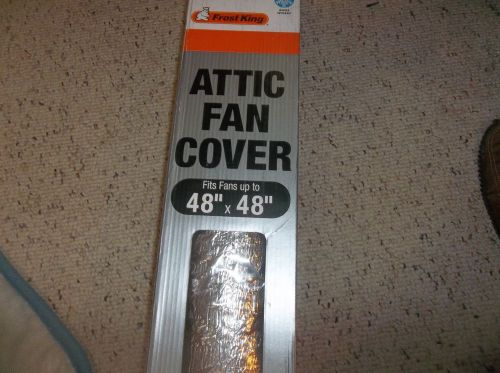 Frost King
ATTIC
FAN
COVER
Fits Fans up to
48" x 48"